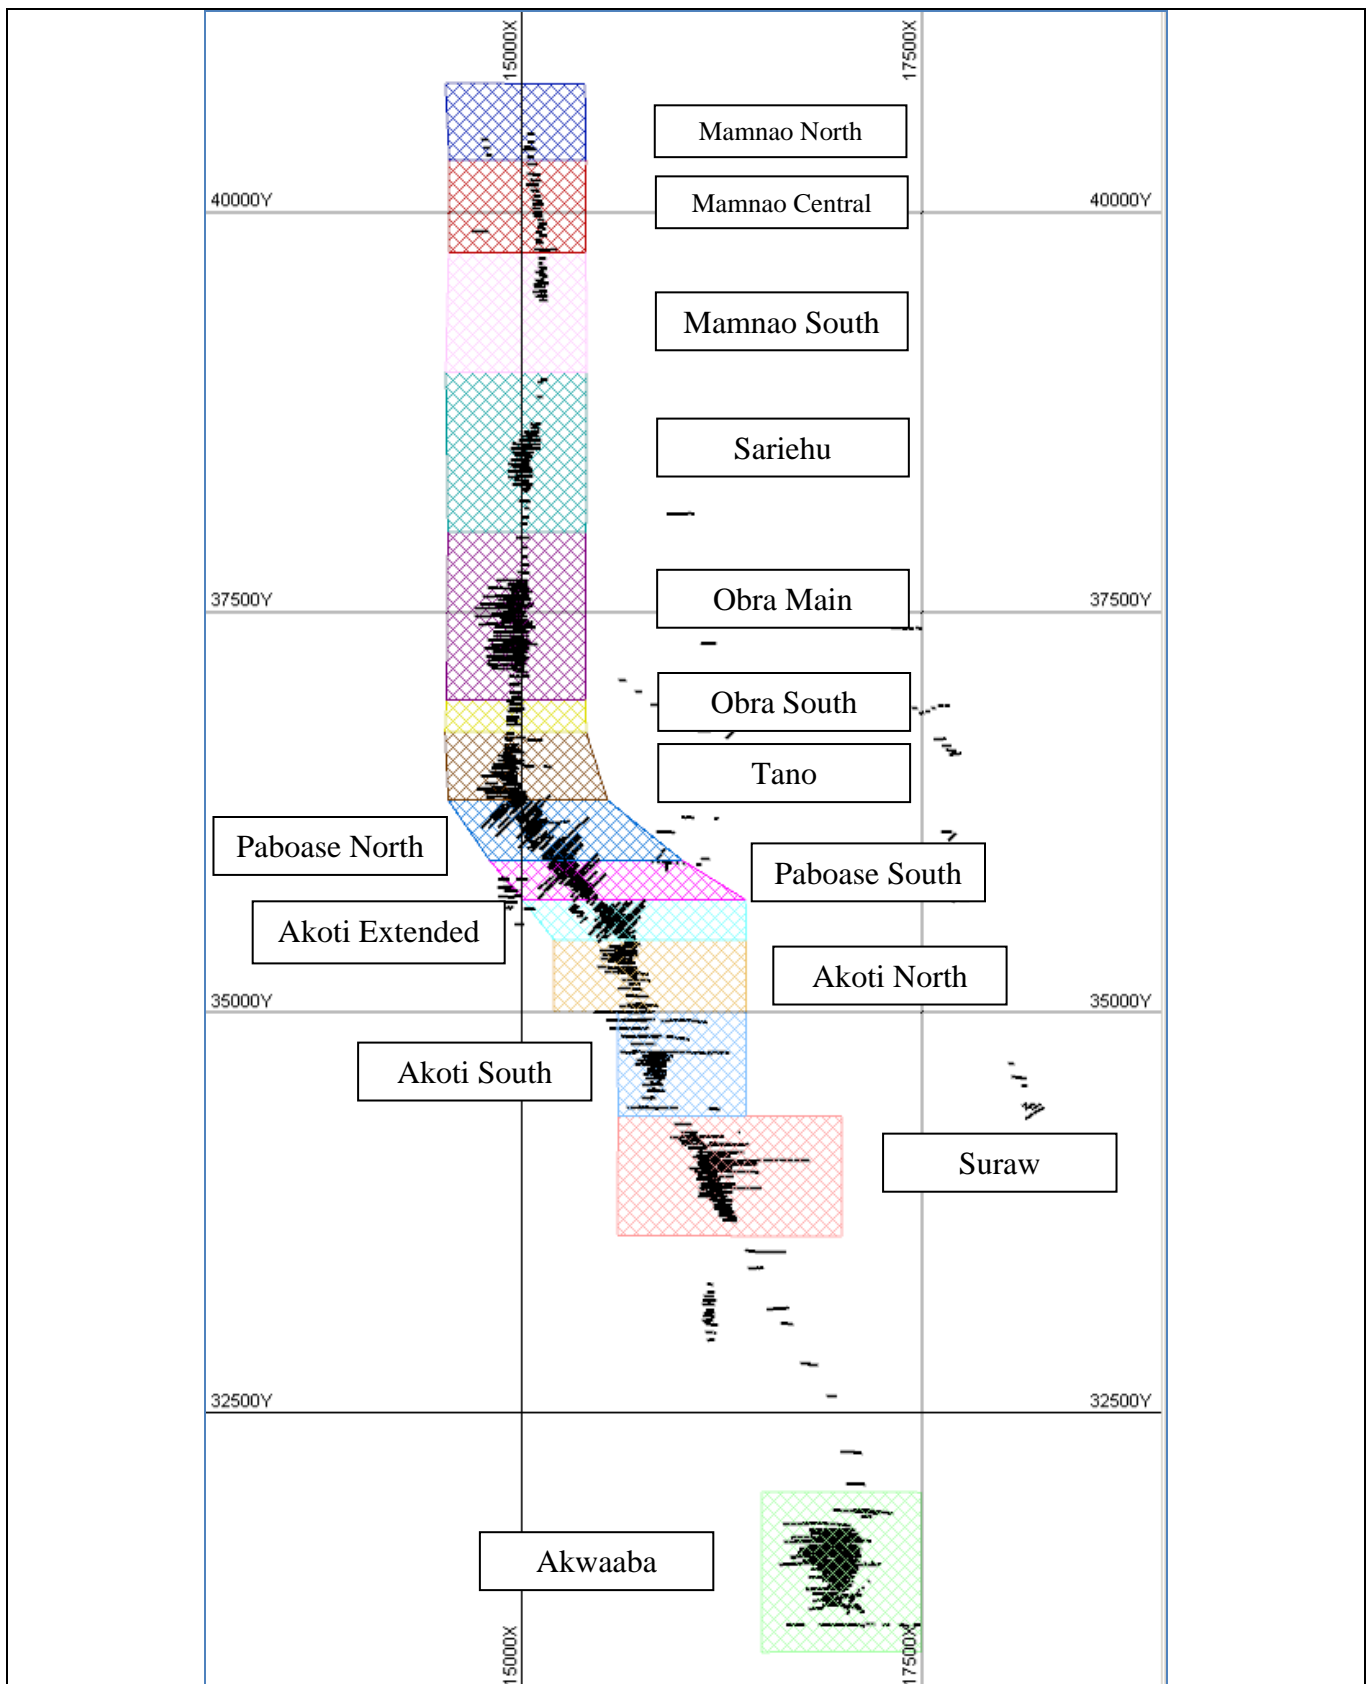 15000X
17500X
Mamnao North
Mamnao Central
40000Y
40000Y
Mamnao South
Sariehu
Obra Main
37500Y
37500Y
Obra South
Tano
Paboase North
Paboase South
Akoti Extended
Akoti North
35000Y
35000Y
Akoti South
Suraw
32500Y
32500Y
Akwaaba
15000X
17500X